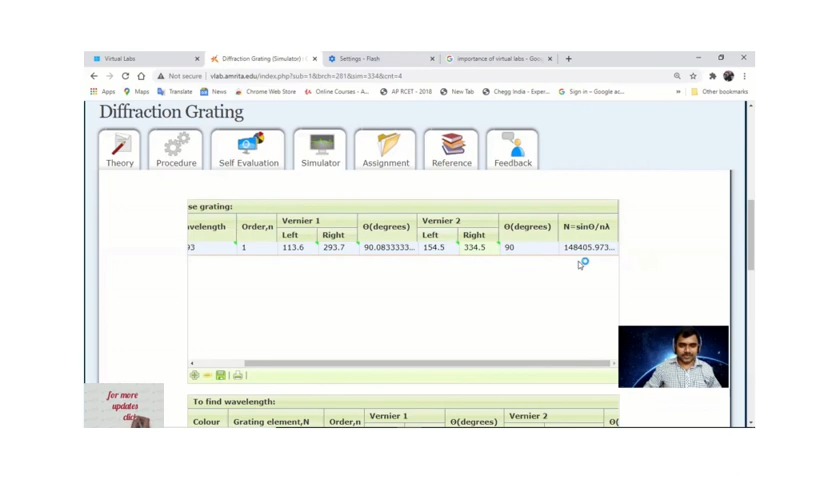 Virtual Labs
Diffraction Grating (Simulator)
Settings - Flash
importance of virtual labs - Goog
Not secure | vlab.amrita.edu/index.php?sub=1&brch=281&sim=334&cnt=4
Apps Maps Translate News Chrome Web Store Online Courses - A... AP RCET - 2018 New Tab Chegg India - Exper... Sign in – Google ac... Other bookmarks
Diffraction Grating
Theory Procedure Self Evaluation Simulator Assignment Reference Feedback
se grating:
Vernier 1 Vernier 2
velength Order,n Θ(degrees) Θ(degrees) N=sinΘ/nλ
Left Right Left Right
93 1 113.6 293.7 90.0833333... 154.5 334.5 90 148405.973...
for more
updates
click
To find wavelength:
Vernier 1 Vernier 2
Colour Grating element,N Order,n Θ(degrees) Θ(